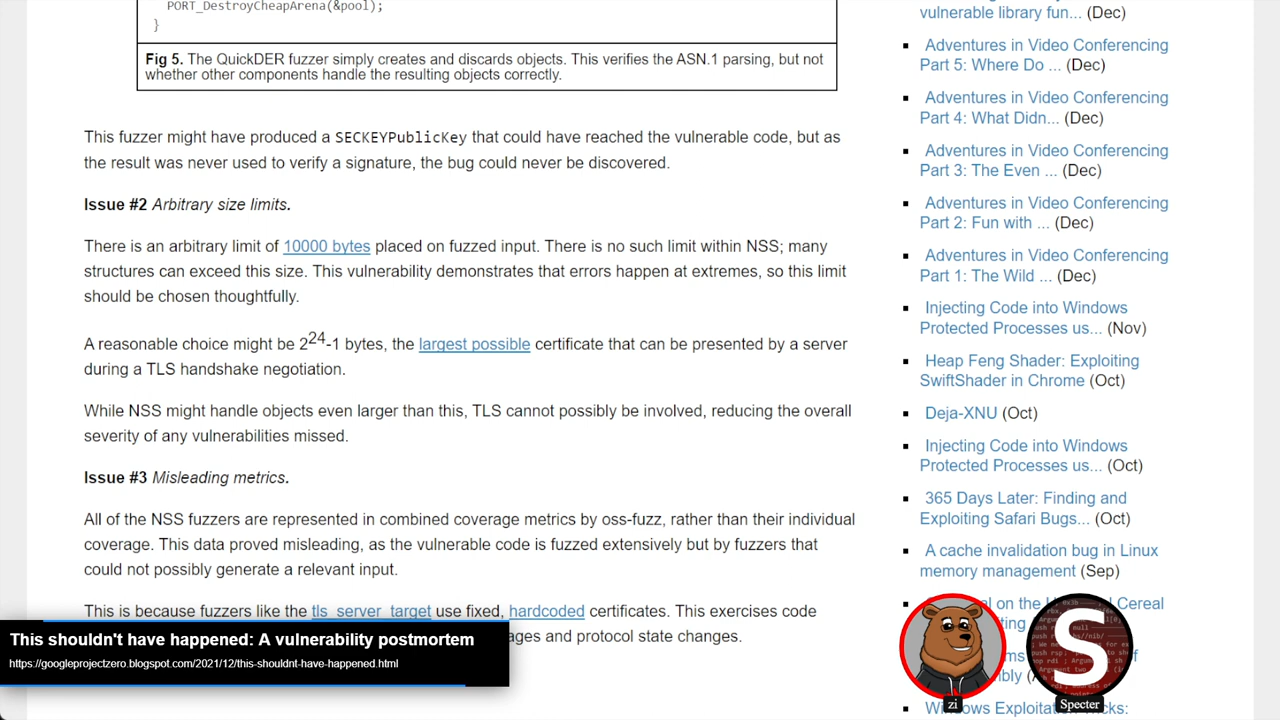 PORT_DestroyCheapArena(&pool);
}
Fig 5. The QuickDER fuzzer simply creates and discards objects. This verifies the ASN.1 parsing, but not
whether other components handle the resulting objects correctly.
This fuzzer might have produced a SECKEYPublicKey that could have reached the vulnerable code, but as
the result was never used to verify a signature, the bug could never be discovered.
Issue #2 Arbitrary size limits.
There is an arbitrary limit of 10000 bytes placed on fuzzed input. There is no such limit within NSS; many
structures can exceed this size. This vulnerability demonstrates that errors happen at extremes, so this limit
should be chosen thoughtfully.
A reasonable choice might be 2^24-1 bytes, the largest possible certificate that can be presented by a server
during a TLS handshake negotiation.
While NSS might handle objects even larger than this, TLS cannot possibly be involved, reducing the overall
severity of any vulnerabilities missed.
Issue #3 Misleading metrics.
All of the NSS fuzzers are represented in combined coverage metrics by oss-fuzz, rather than their individual
coverage. This data proved misleading, as the vulnerable code is fuzzed extensively but by fuzzers that
could not possibly generate a relevant input.
This is because fuzzers like the tls_server_target use fixed, hardcoded certificates. This exercises code
ages and protocol state changes.
vulnerable library fun... (Dec)
Adventures in Video Conferencing
Part 5: Where Do ... (Dec)
Adventures in Video Conferencing
Part 4: What Didn... (Dec)
Adventures in Video Conferencing
Part 3: The Even ... (Dec)
Adventures in Video Conferencing
Part 2: Fun with ... (Dec)
Adventures in Video Conferencing
Part 1: The Wild ... (Dec)
Injecting Code into Windows
Protected Processes us... (Nov)
Heap Feng Shader: Exploiting
SwiftShader in Chrome (Oct)
Deja-XNU (Oct)
Injecting Code into Windows
Protected Processes us... (Oct)
365 Days Later: Finding and
Exploiting Safari Bugs... (Oct)
A cache invalidation bug in Linux
memory management (Sep)
on the
Cereal
Windows Exploitation
This shouldn't have happened: A vulnerability postmortem
https://googleprojectzero.blogspot.com/2021/12/this-shouldnt-have-happened.html
zi
S
Specter